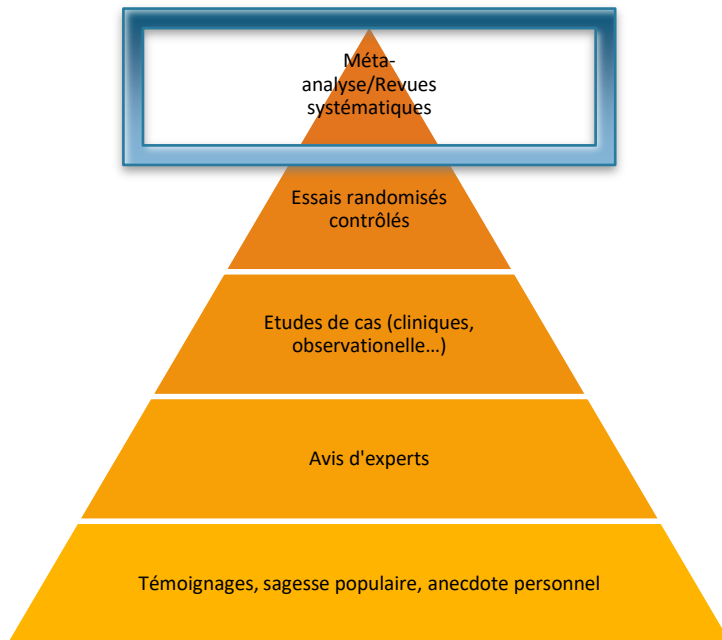 Méta-
analyse/Revues
systématiques
Essais randomisés
contrôlés
Etudes de cas (cliniques,
observationelle…)
Avis d'experts
Témoignages, sagesse populaire, anecdote personnel